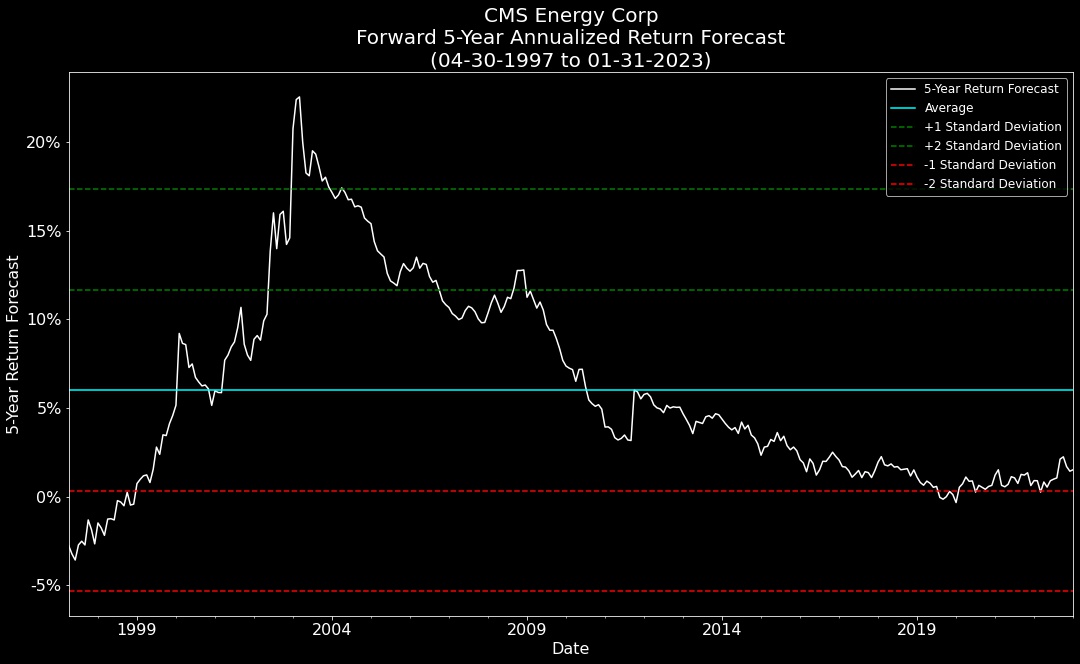 CMS Energy Corp
Forward 5-Year Annualized Return Forecast
(04-30-1997 to 01-31-2023)
5-Year Return Forecast
Average
+1 Standard Deviation
+2 Standard Deviation
-1 Standard Deviation
-2 Standard Deviation
5-Year Return Forecast
20%
15%
10%
5%
0%
-5%
1999
2004
2009
2014
2019
Date